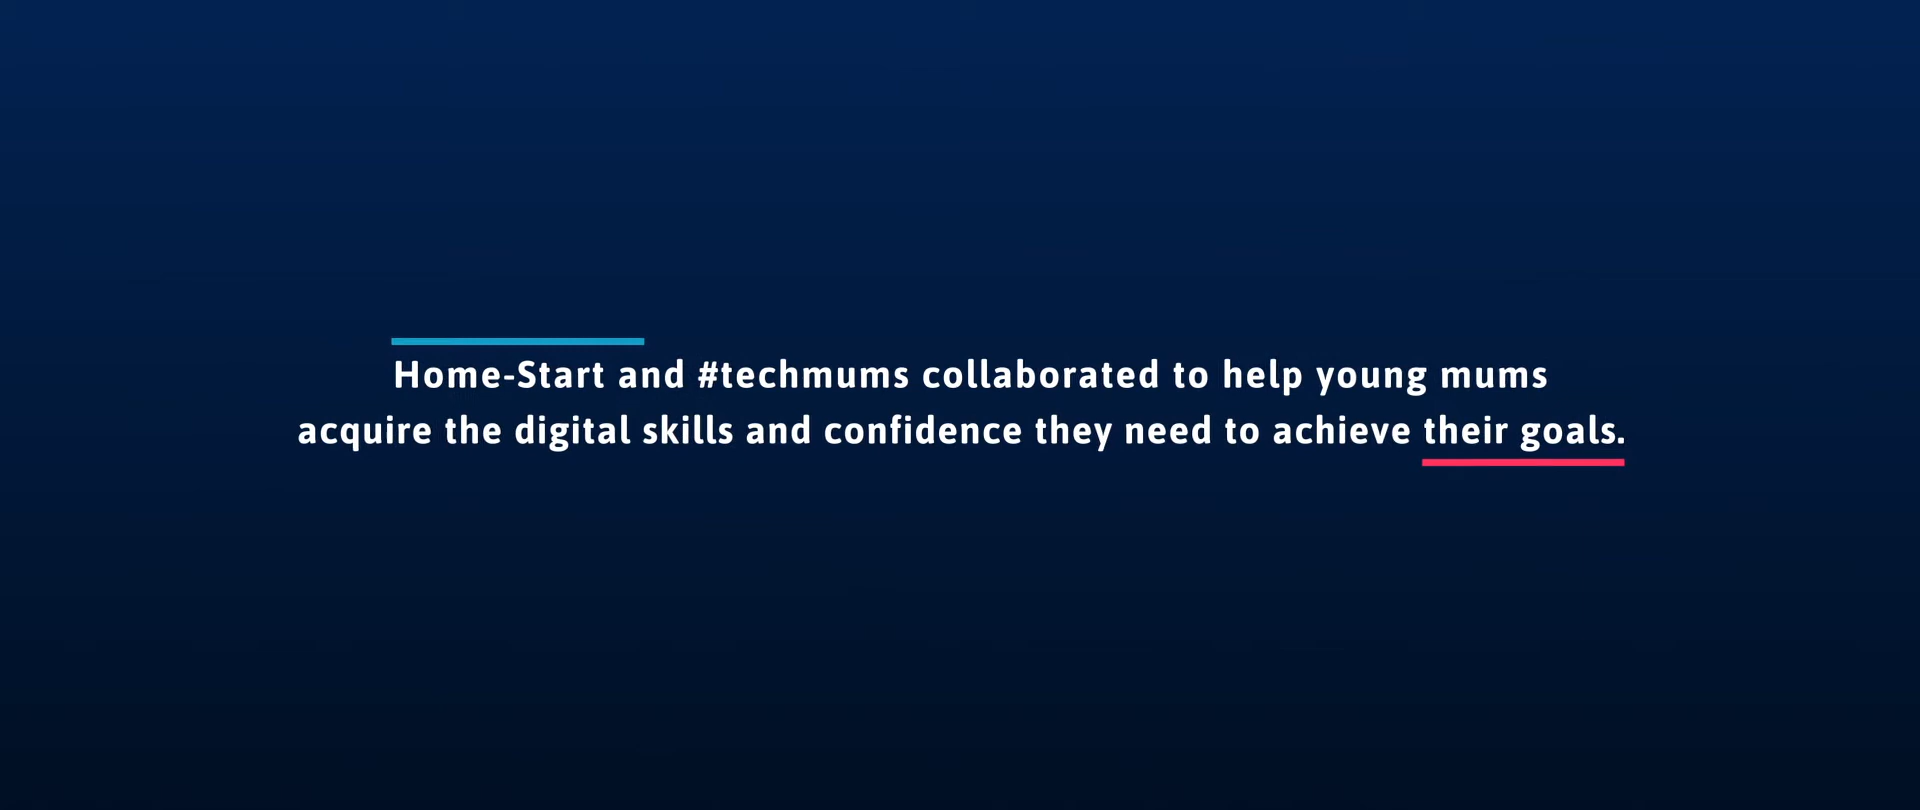 Home-Start and #techmums collaborated to help young mums
acquire the digital skills and confidence they need to achieve their goals.